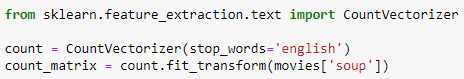 from sklearn.feature_extraction.text import CountVectorizer
count = CountVectorizer(stop_words='english')
count_matrix = count.fit_transform(movies['soup'])